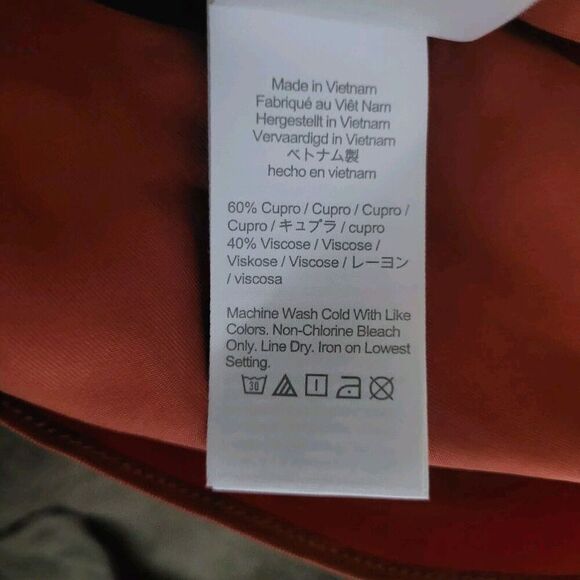 Made in Vietnam
Fabriqué au Viêt Nam
Hergestellt in Vietnam
Vervaardigd in Vietnam
ベトナム製
hecho en vietnam
60% Cupro / Cupro / Cupro /
Cupro / キュプラ / cupro
40% Viscose / Viscose /
Viskose / Viscose / レーヨン
/ viscosa
Machine Wash Cold With Like
Colors. Non-Chlorine Bleach
Only. Line Dry. Iron on Lowest
Setting.
30